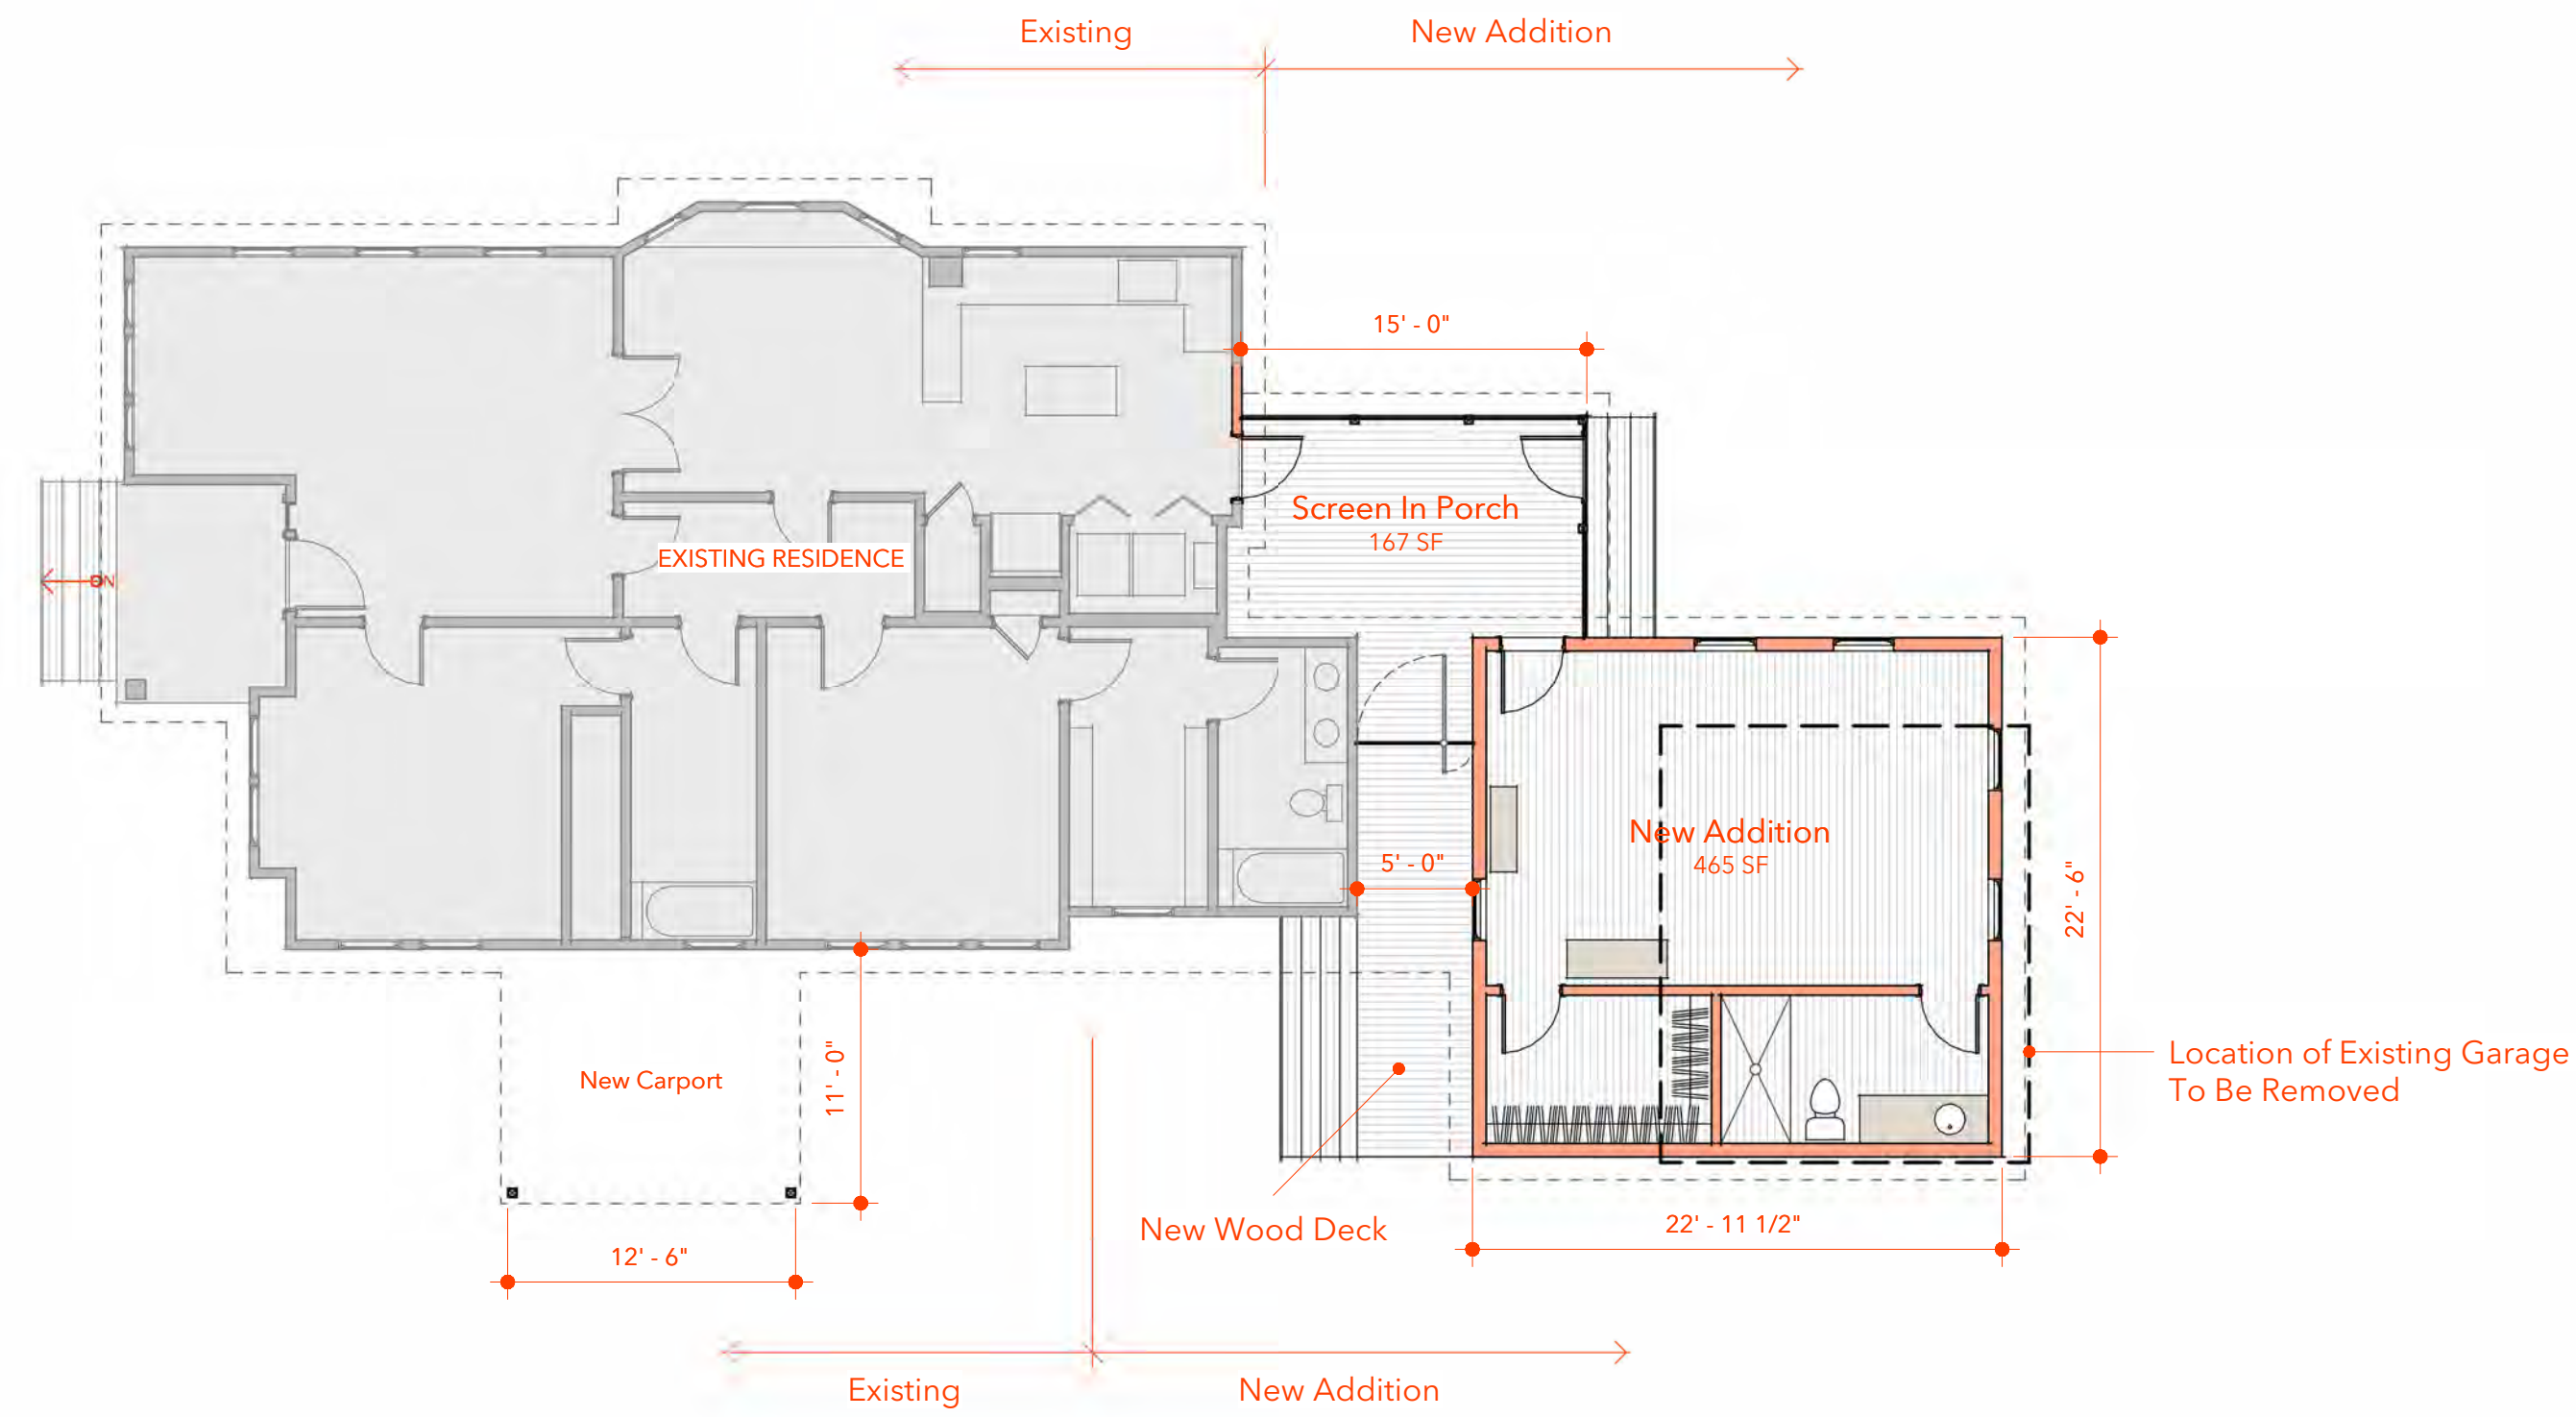 Existing
New Addition
15' - 0"
Screen In Porch
167 SF
EXISTING RESIDENCE
DN
New Addition
465 SF
5' - 0"
22' - 6"
Location of Existing Garage
To Be Removed
New Carport
11' - 0"
New Wood Deck
22' - 11 1/2"
12' - 6"
Existing
New Addition